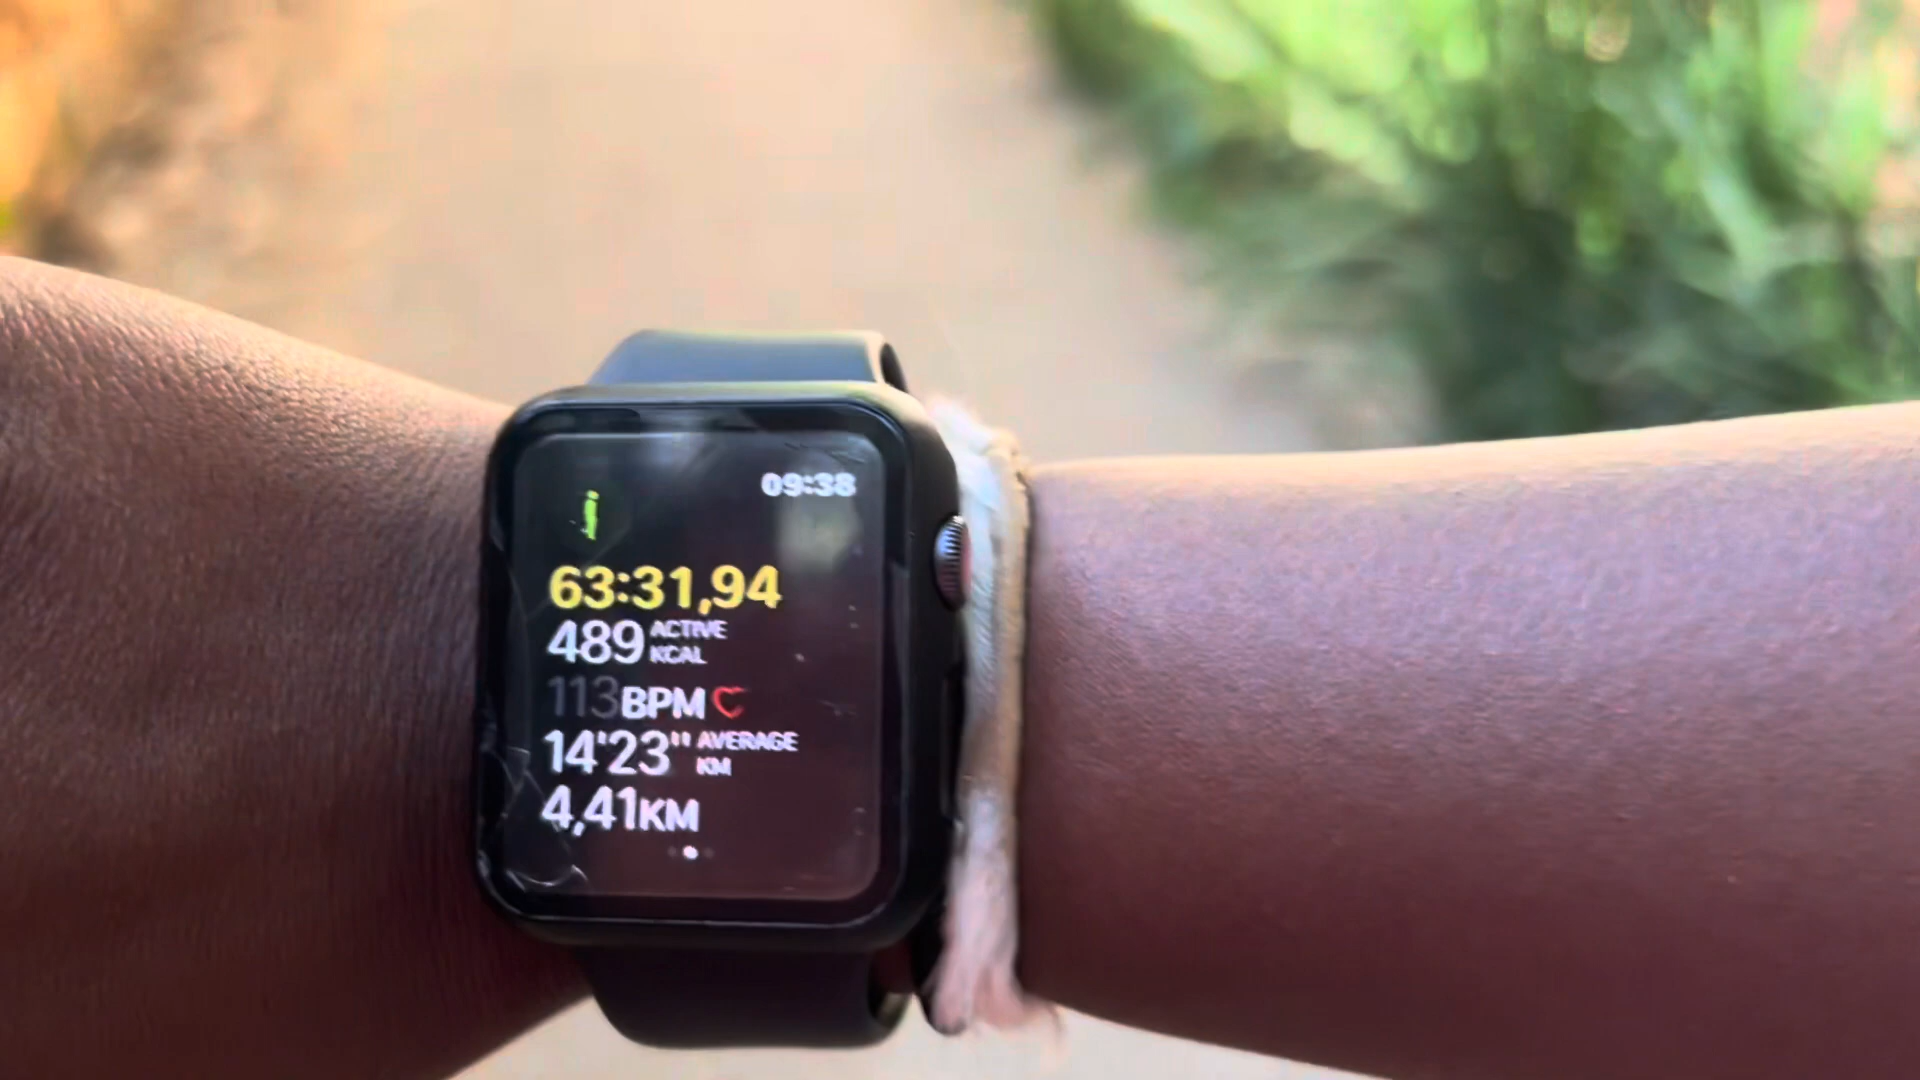 09:38
63:31,94
489 ACTIVE KCAL
113BPM
14'23" AVERAGE KM
4,41KM